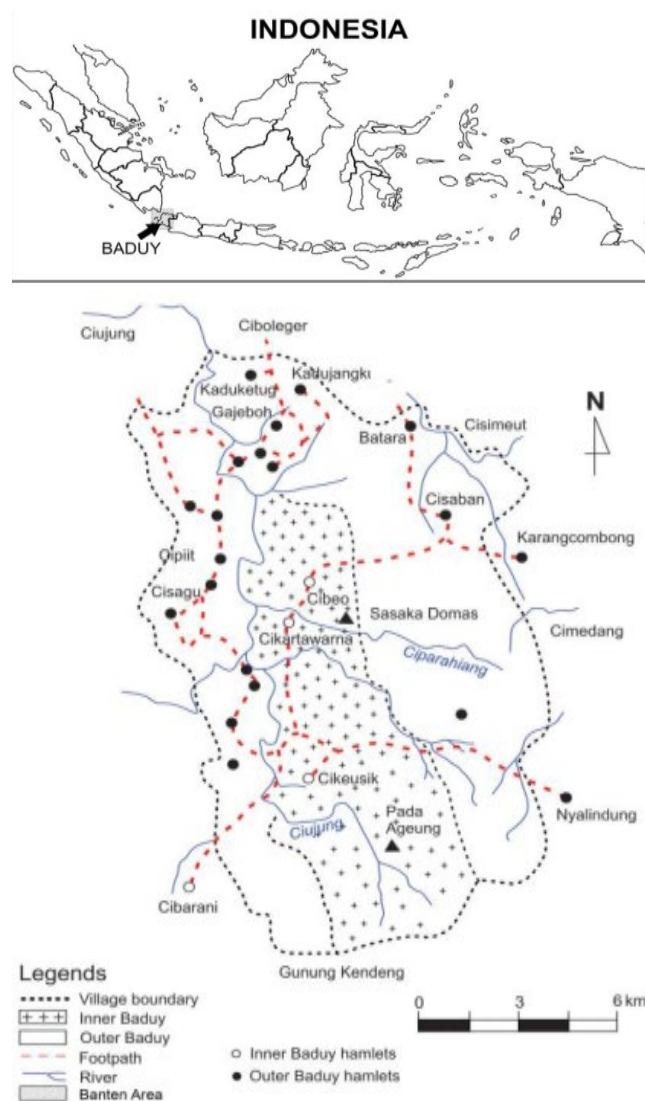 INDONESIA
BADUY
Ciboleger
Ciujung
Kadujangki
Kaduketug
Gajeboh
N
Batara
Cisimeut
Cisaban
Karangcombong
Cipiit
Cibeo
Cisagu
Sasaka Domas
Cikartawarna
Cimedang
Ciparahiang
Cikeusik
Pada
Ageung
Nyalindung
Ciujung
Cibarani
Gunung Kendeng
Legends
Village boundary
Inner Baduy
Outer Baduy
Footpath
River
Banten Area
Inner Baduy hamlets
Outer Baduy hamlets
0 3 6 km